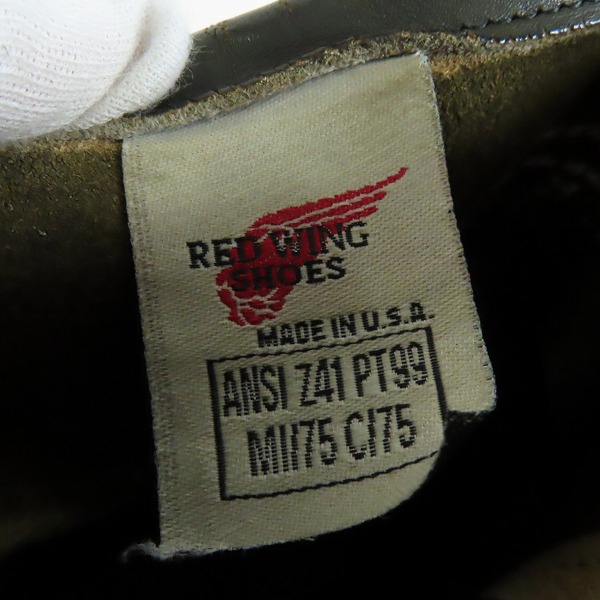 RED WING
SHOES
MADE IN U.S.A.
ANSI Z41 PT99
MI/75 C/75